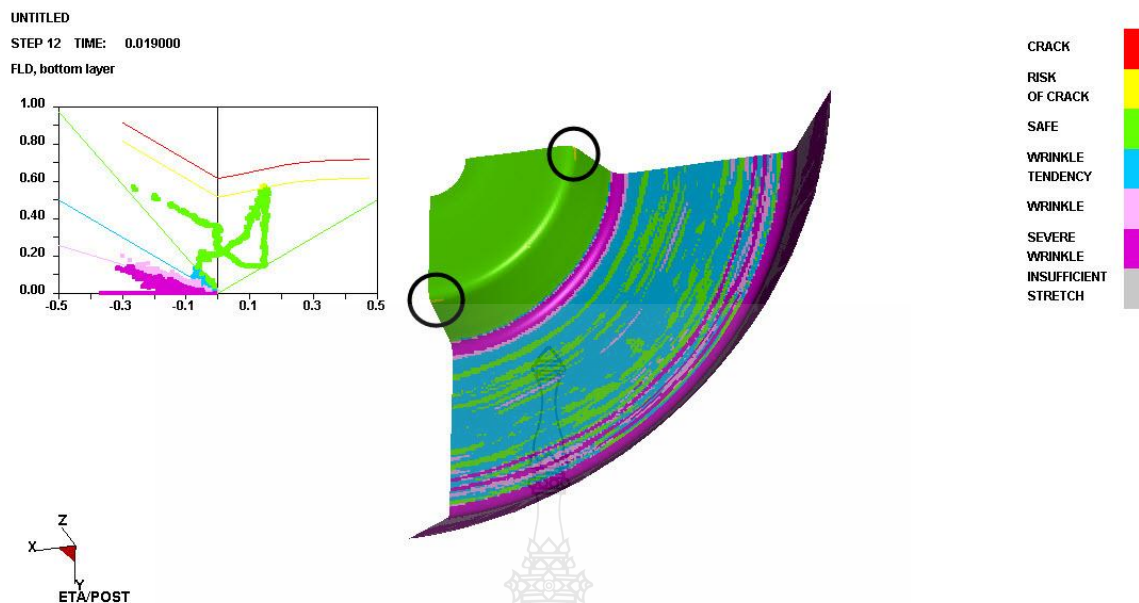 UNTITLED
STEP 12 TIME: 0.019000
FLD, bottom layer
1.00
0.80
0.60
0.40
0.20
0.00
-0.5 -0.3 -0.1 0.1 0.3 0.5
CRACK
RISK
OF CRACK
SAFE
WRINKLE
TENDENCY
WRINKLE
SEVERE
WRINKLE
INSUFFICIENT
STRETCH
Z
X
Y
ETA/POST